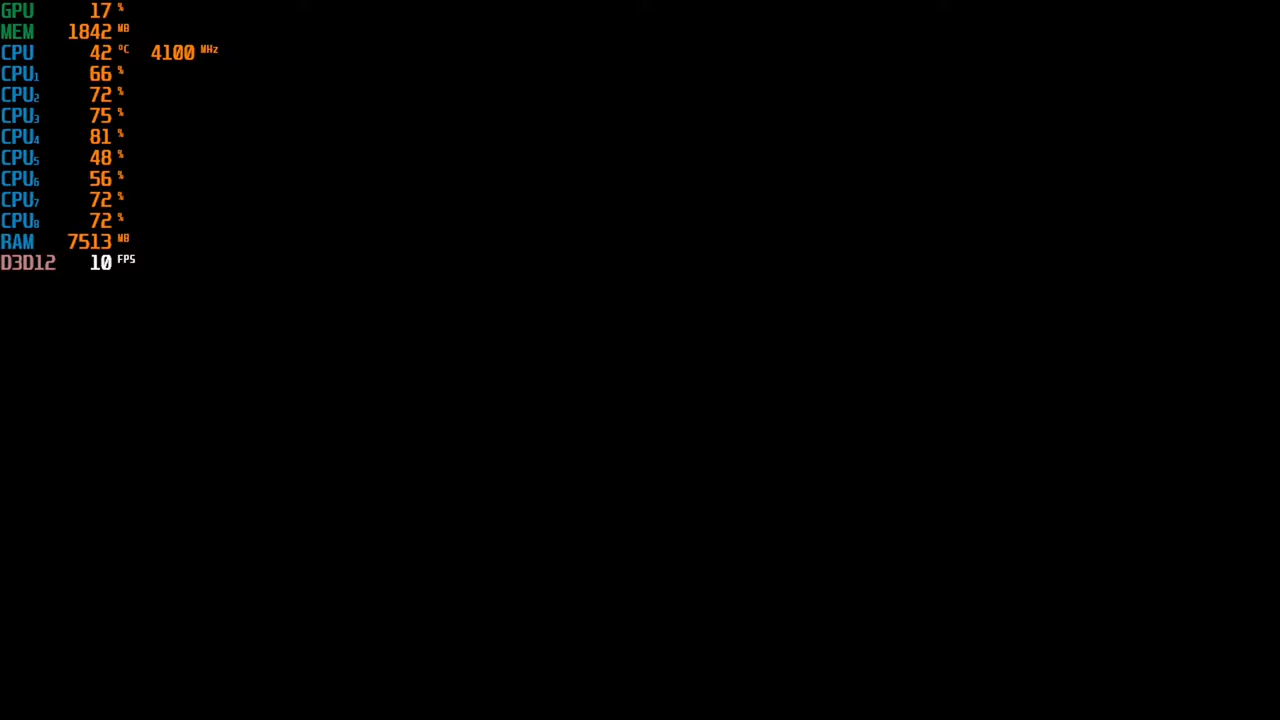 GPU 17 %
MEM 1842 MB
CPU 42 °C 4100 MHz
CPU1 66 %
CPU2 72 %
CPU3 75 %
CPU4 81 %
CPU5 48 %
CPU6 56 %
CPU7 72 %
CPU8 72 %
RAM 7513 MB
D3D12 10 FPS